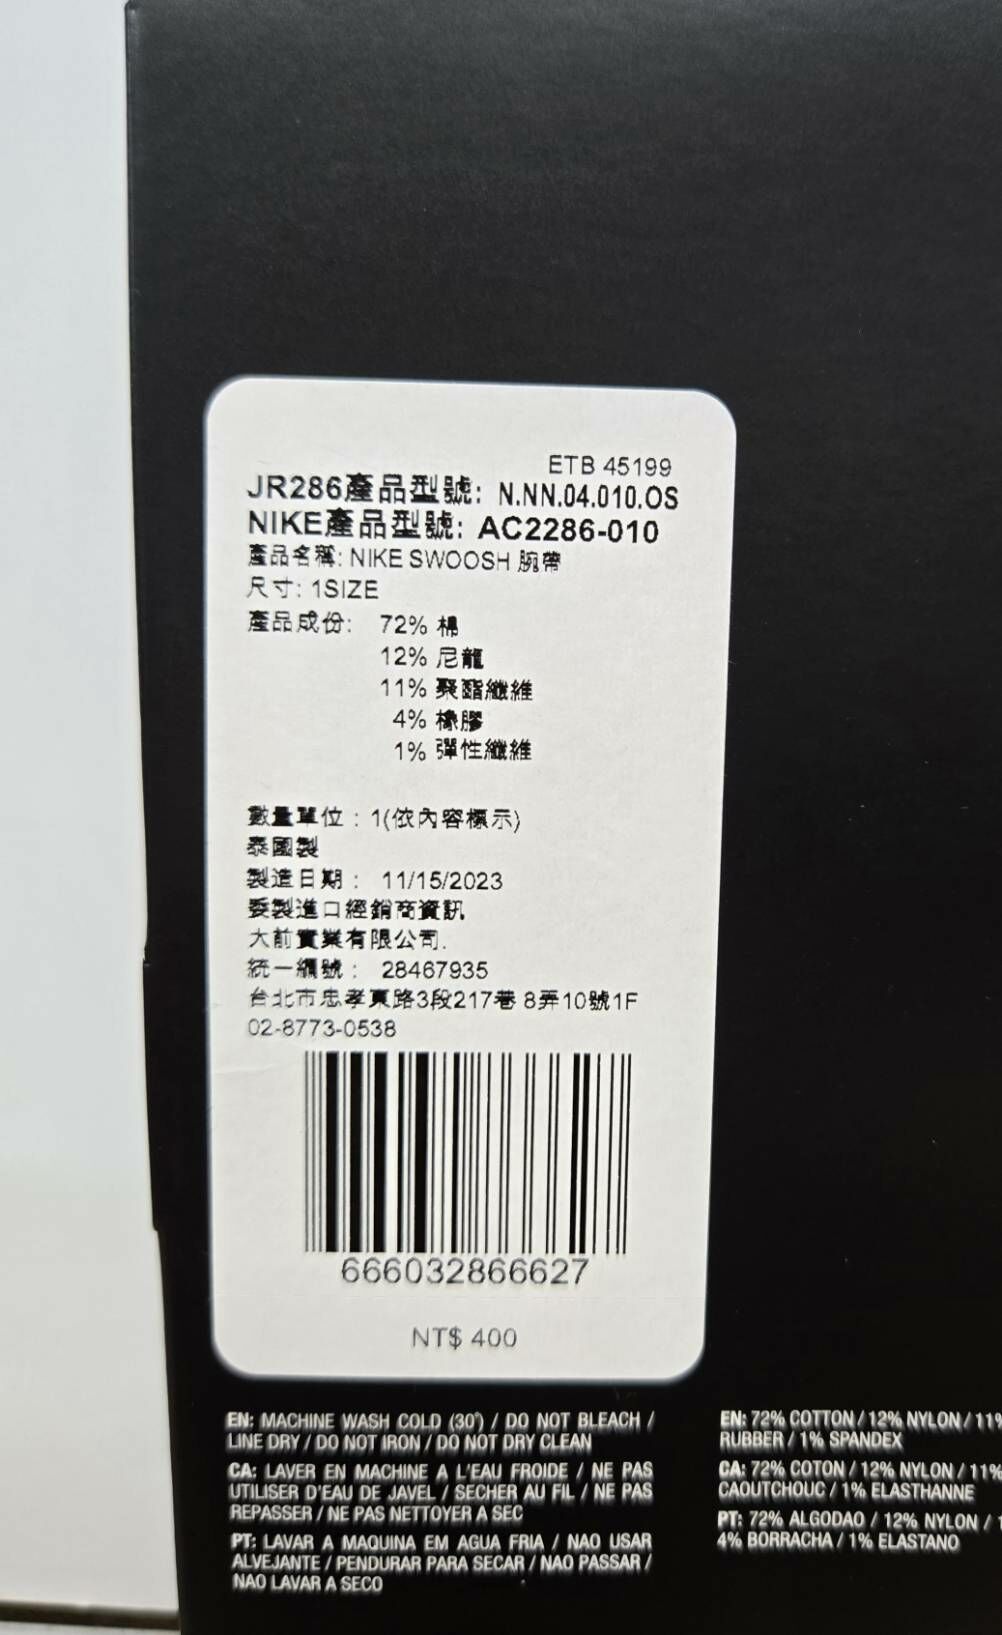 ETB 45199
JR286產品型號: N.NN.04.010.OS
NIKE產品型號: AC2286-010
產品名稱: NIKE SWOOSH 腕帶
尺寸: 1SIZE
產品成份: 72% 棉
12% 尼龍
11% 聚酯纖維
4% 橡膠
1% 彈性纖維
數量單位 : 1(依內容標示)
泰國製
製造日期 : 11/15/2023
委製進口經銷商資訊
大前實業有限公司.
統一編號 : 28467935
台北市忠孝東路3段217巷 8弄10號1F
02-8773-0538
666032866627
NT$ 400
EN: MACHINE WASH COLD (30°) / DO NOT BLEACH /
LINE DRY / DO NOT IRON / DO NOT DRY CLEAN
CA: LAVER EN MACHINE A L'EAU FROIDE / NE PAS
UTILISER D'EAU DE JAVEL / SECHER AU FIL / NE PAS
REPASSER / NE PAS NETTOYER A SEC
PT: LAVAR A MAQUINA EM AGUA FRIA / NAO USAR
ALVEJANTE / PENDURAR PARA SECAR / NAO PASSAR /
NAO LAVAR A SECO
EN: 72% COTTON / 12% NYLON / 11%
RUBBER / 1% SPANDEX
CA: 72% COTON / 12% NYLON / 11%
CAOUTCHOUC / 1% ELASTHANNE
PT: 72% ALGODAO / 12% NYLON / 1
4% BORRACHA / 1% ELASTANO